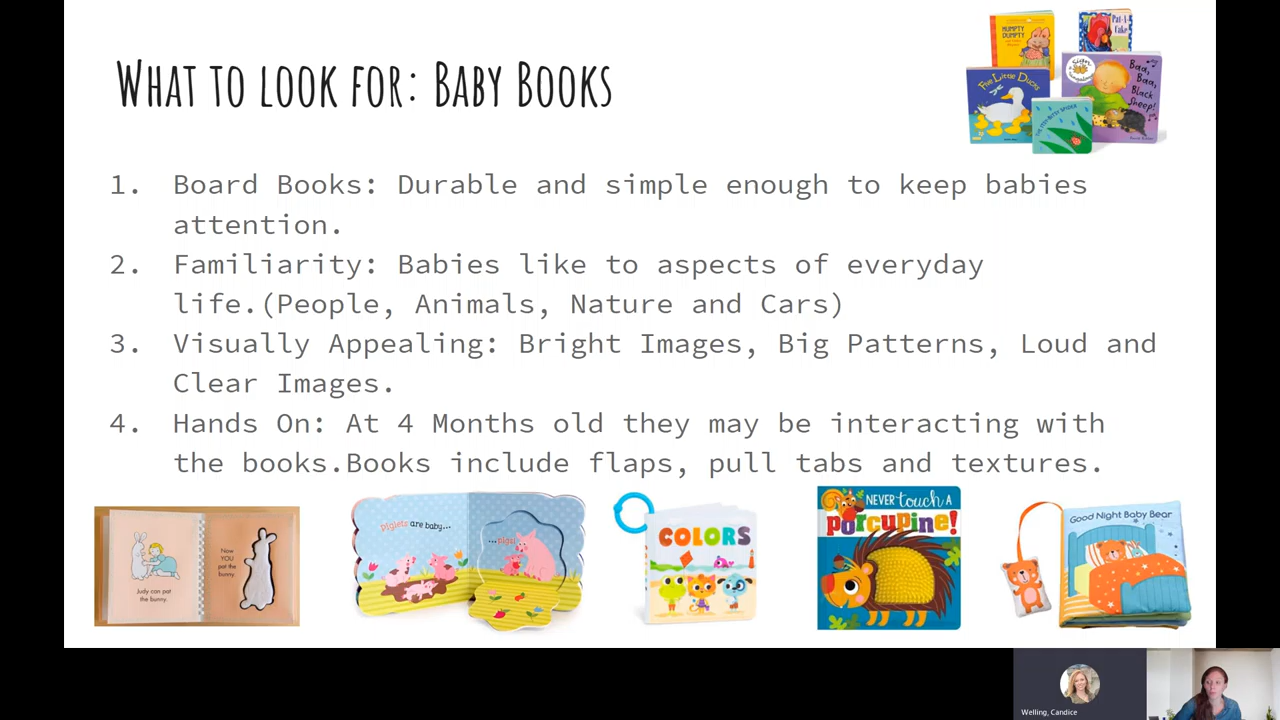 What to look for: Baby Books
HUMPTY
DUMPTY
Pat-A
Cake
Five Little Ducks
Baa,
Baa,
Black
Sheep!
1. Board Books: Durable and simple enough to keep babies
attention.
2. Familiarity: Babies like to aspects of everyday
life.(People, Animals, Nature and Cars)
3. Visually Appealing: Bright Images, Big Patterns, Loud and
Clear Images.
4. Hands On: At 4 Months old they may be interacting with
the books.Books include flaps, pull tabs and textures.
Judy can pat
the bunny.
Now
YOU
pat the
bunny.
Piglets are baby...
...pigs!
COLORS
NEVER touch A
porcupine!
Good Night Baby Bear
Welling, Candice